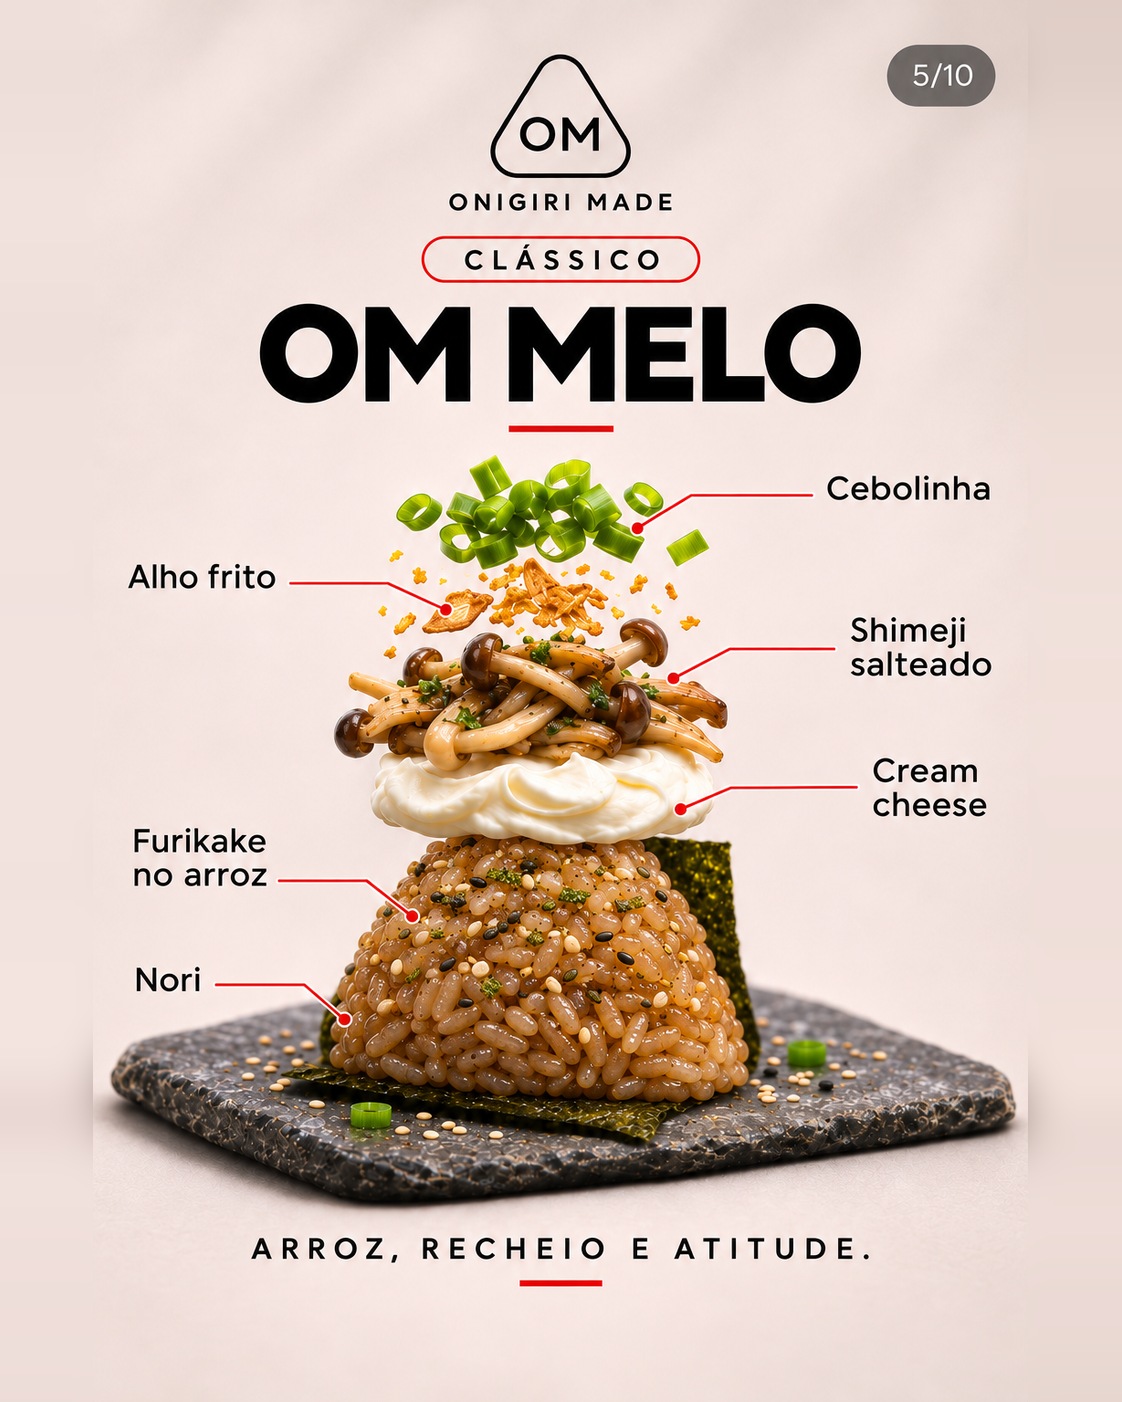 5/10
OM
ONIGIRI MADE
CLÁSSICO
OM MELO
Cebolinha
Alho frito
Shimeji
salteado
Cream
cheese
Furikake
no arroz
Nori
ARROZ, RECHEIO E ATITUDE.